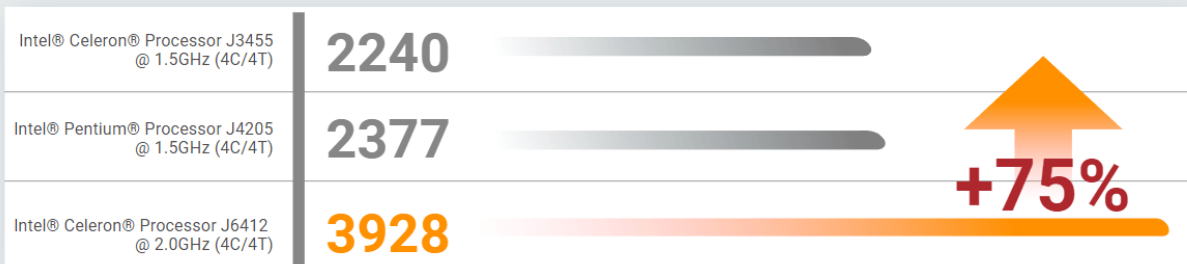 Intel® Celeron® Processor J3455
@ 1.5GHz (4C/4T)
2240
Intel® Pentium® Processor J4205
@ 1.5GHz (4C/4T)
2377
+75%
Intel® Celeron® Processor J6412
@ 2.0GHz (4C/4T)
3928